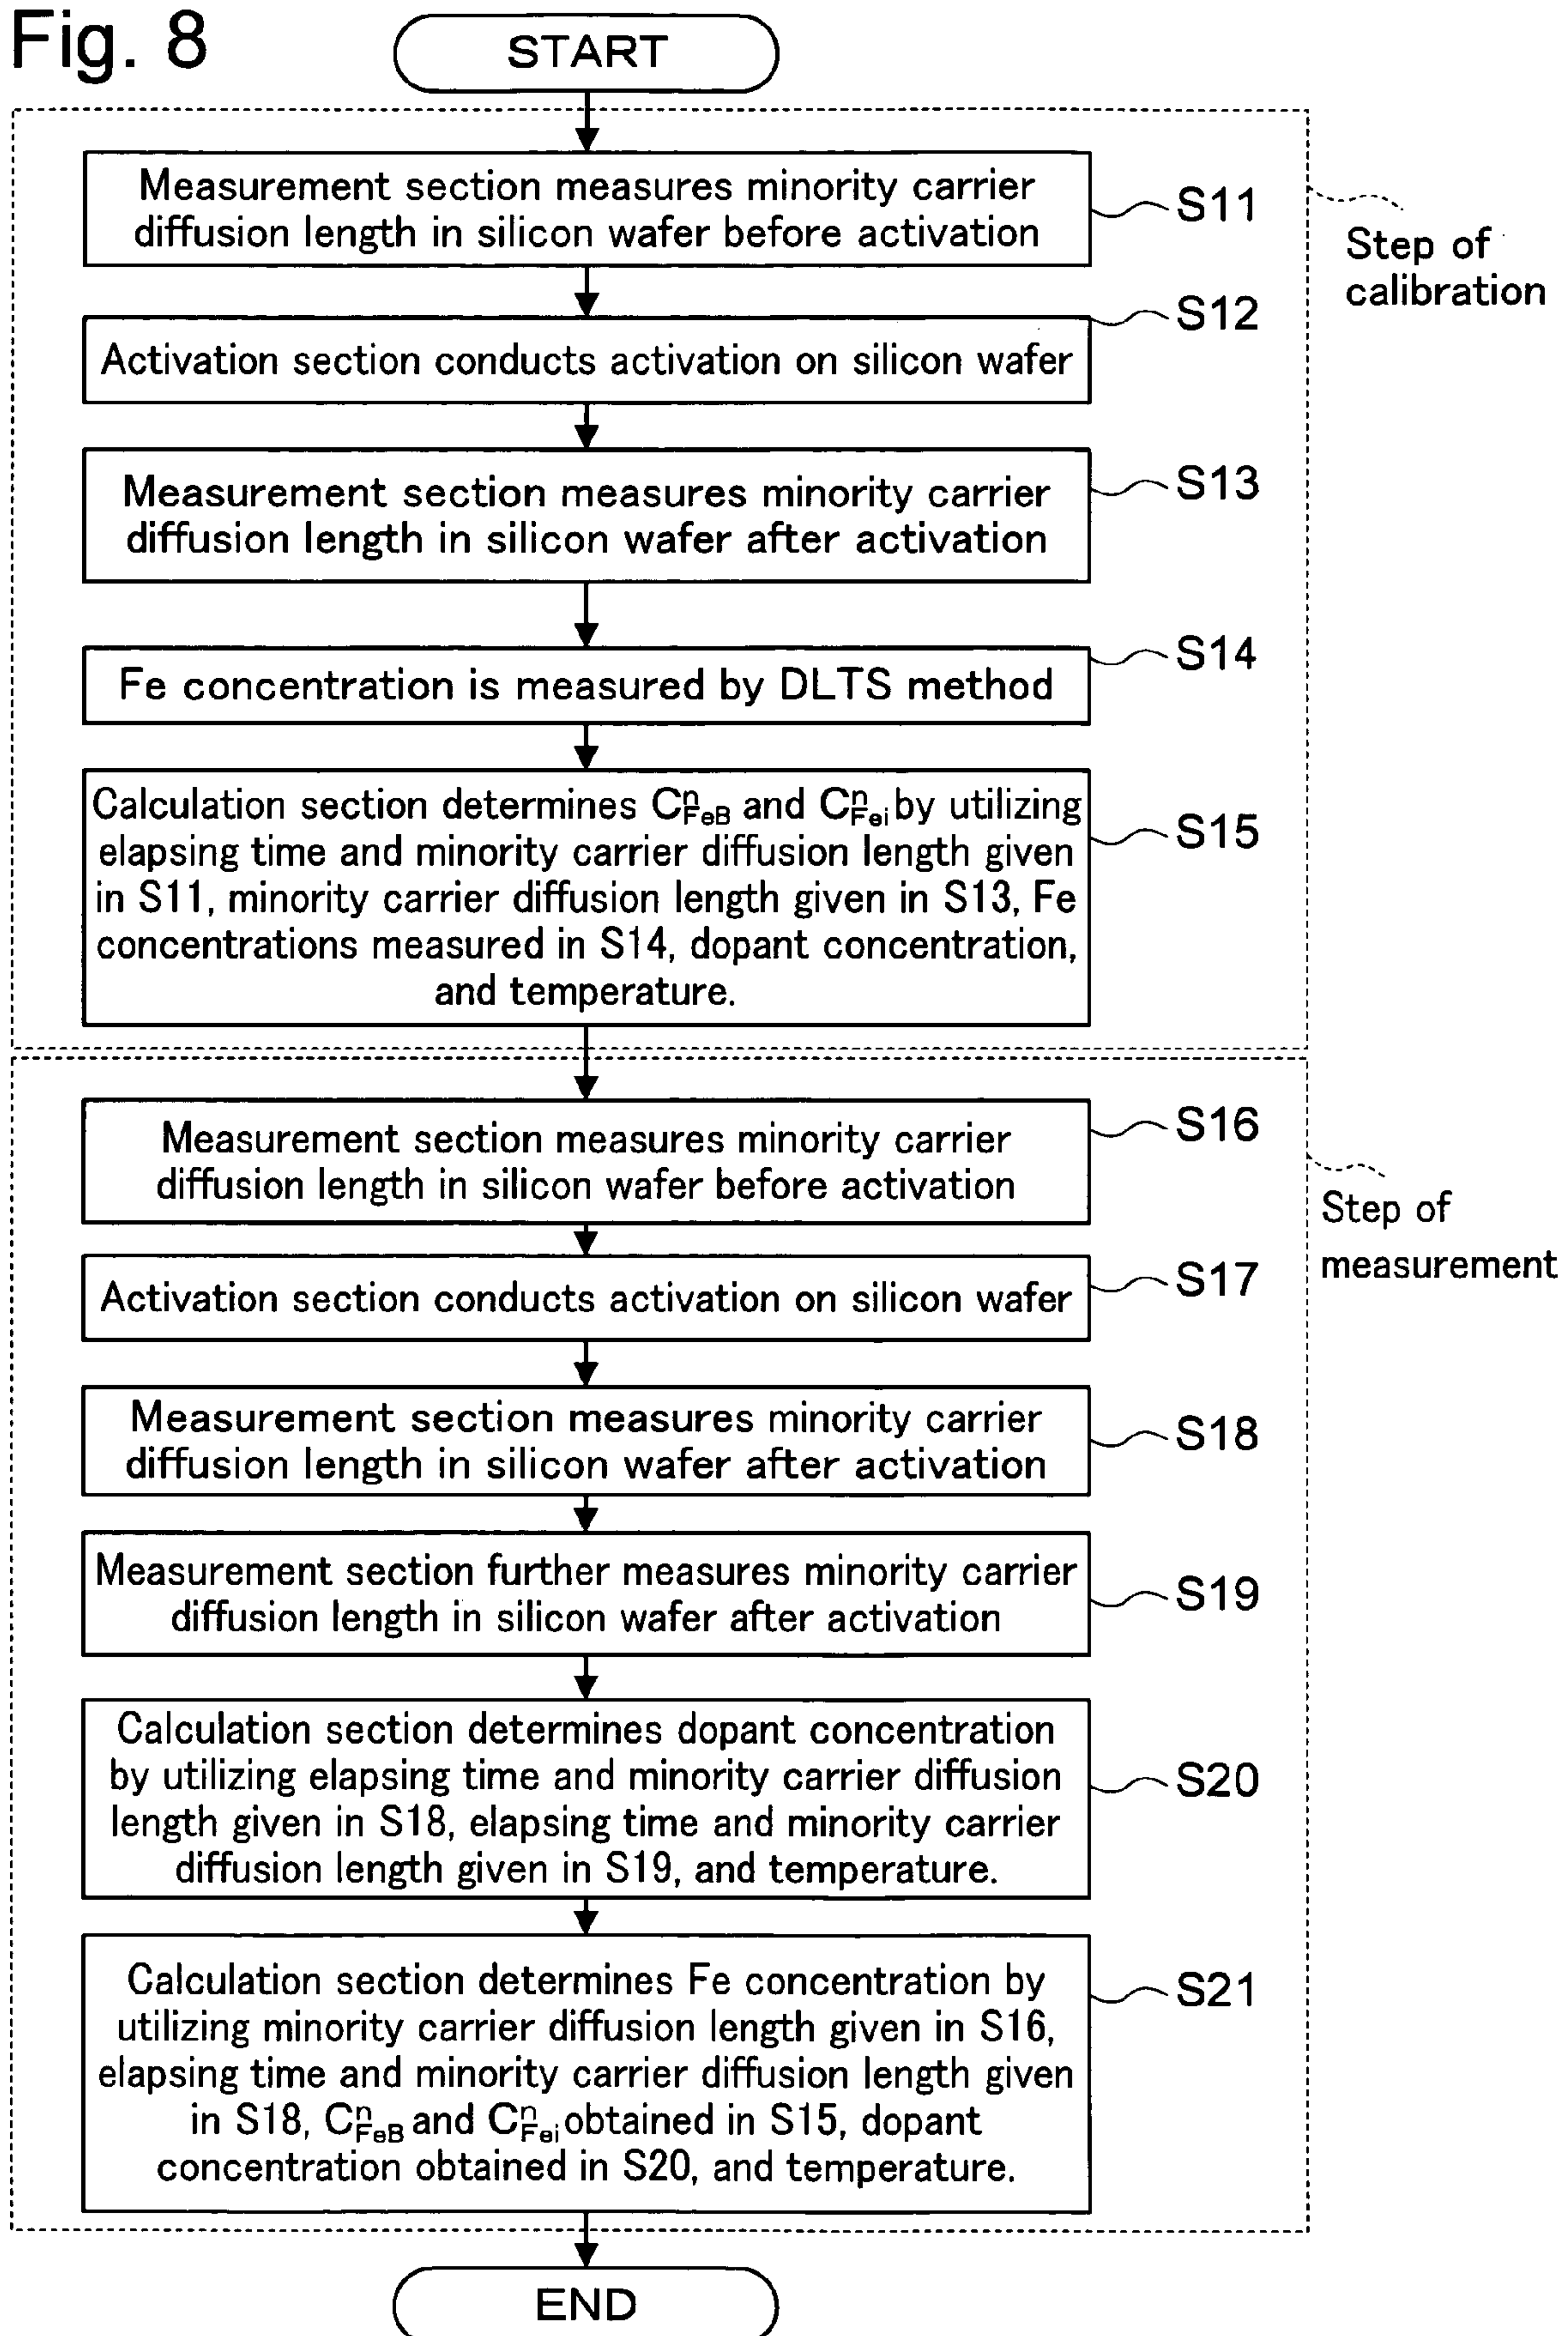 Fig. 8
START
Measurement section measures minority carrier
diffusion length in silicon wafer before activation
S11
Step of
calibration
S12
Activation section conducts activation on silicon wafer
Measurement section measures minority carrier
diffusion length in silicon wafer after activation
S13
Fe concentration is measured by DLTS method
S14
Calculation section determines CⁿFeB and CⁿFei by utilizing
elapsing time and minority carrier diffusion length given
in S11, minority carrier diffusion length given in S13, Fe
concentrations measured in S14, dopant concentration,
and temperature.
S15
Measurement section measures minority carrier
diffusion length in silicon wafer before activation
S16
Step of
measurement
Activation section conducts activation on silicon wafer
S17
Measurement section measures minority carrier
diffusion length in silicon wafer after activation
S18
Measurement section further measures minority carrier
diffusion length in silicon wafer after activation
S19
Calculation section determines dopant concentration
by utilizing elapsing time and minority carrier diffusion
length given in S18, elapsing time and minority carrier
diffusion length given in S19, and temperature.
S20
Calculation section determines Fe concentration by
utilizing minority carrier diffusion length given in S16,
elapsing time and minority carrier diffusion length given
in S18, CⁿFeB and CⁿFei obtained in S15, dopant
concentration obtained in S20, and temperature.
S21
END